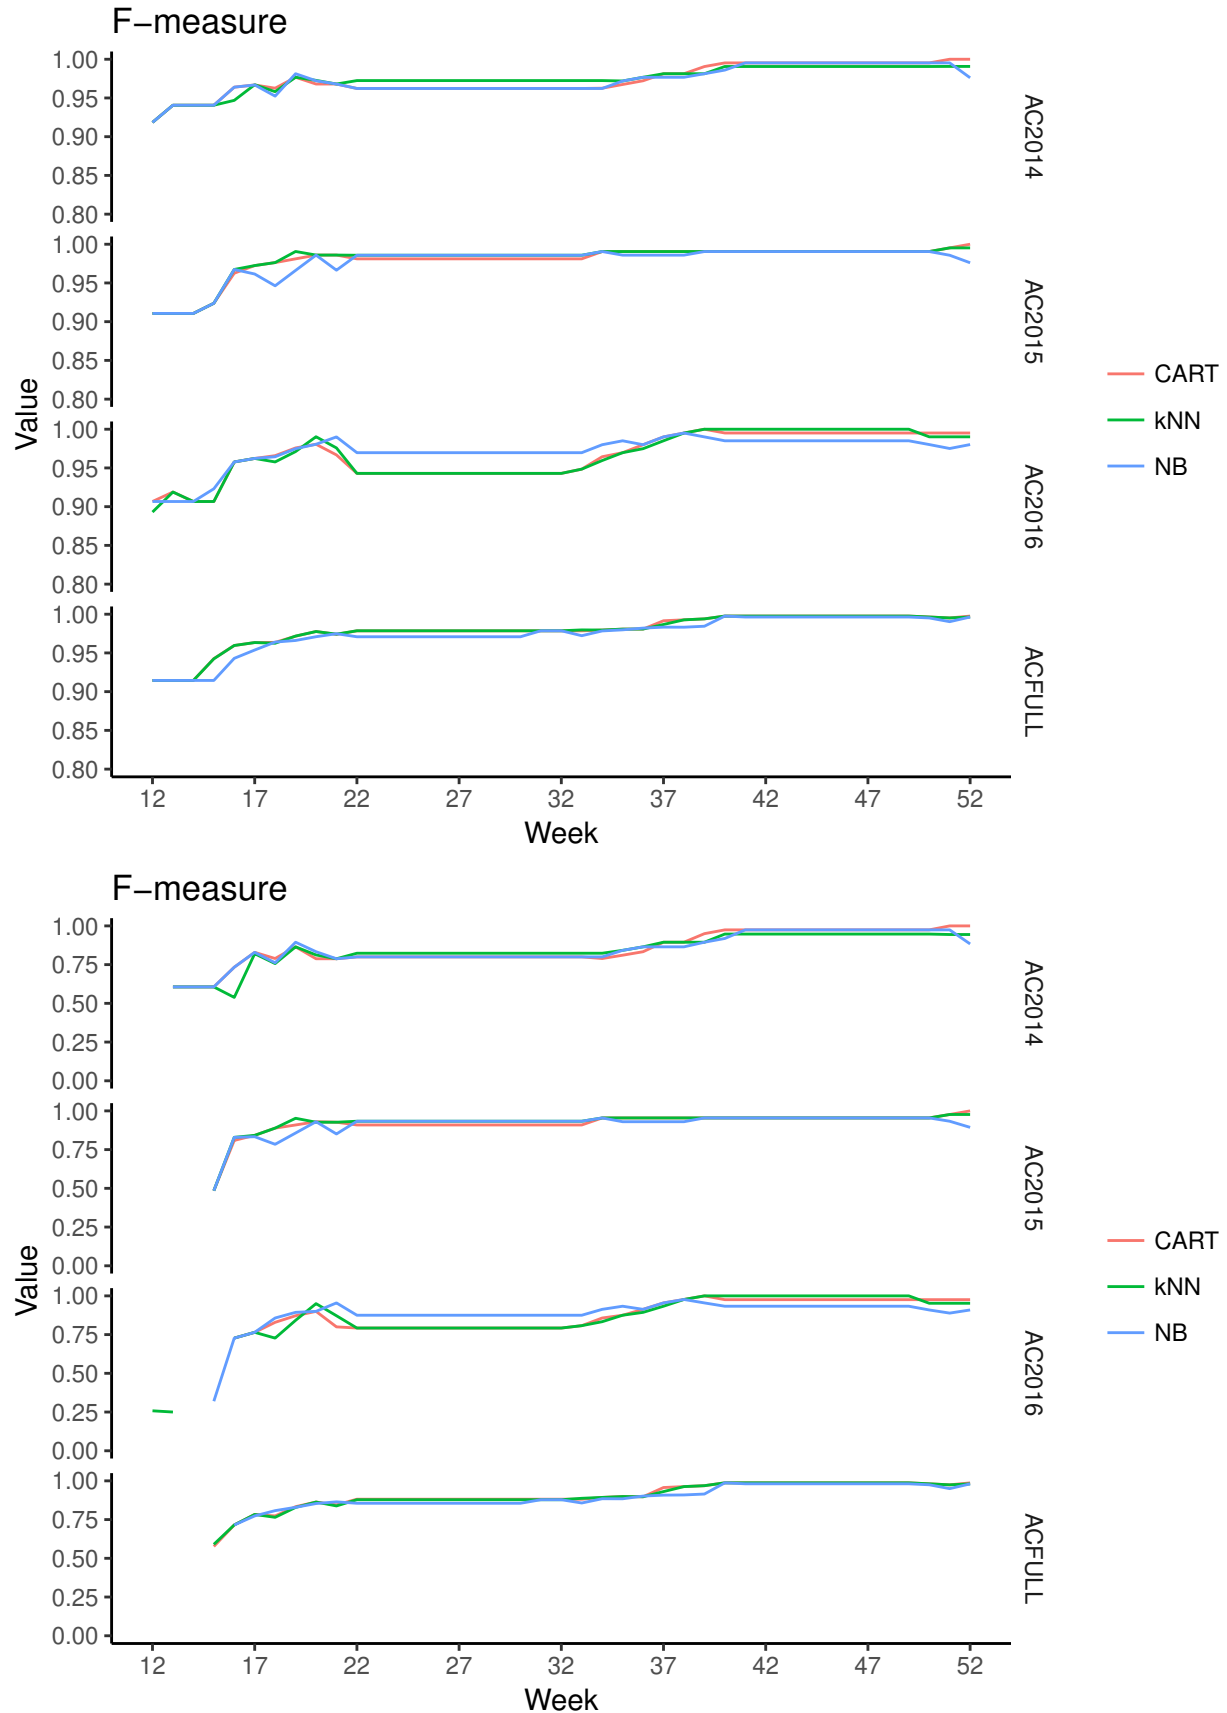 F−measure
1.00
0.95
0.90
0.85
0.80
AC2014
1.00
0.95
0.90
0.85
0.80
AC2015
1.00
0.95
0.90
0.85
0.80
AC2016
1.00
0.95
0.90
0.85
0.80
ACFULL
Value
12 17 22 27 32 37 42 47 52
Week
CART
kNN
NB
F−measure
1.00
0.75
0.50
0.25
0.00
AC2014
1.00
0.75
0.50
0.25
0.00
AC2015
1.00
0.75
0.50
0.25
0.00
AC2016
1.00
0.75
0.50
0.25
0.00
ACFULL
Value
12 17 22 27 32 37 42 47 52
Week
CART
kNN
NB